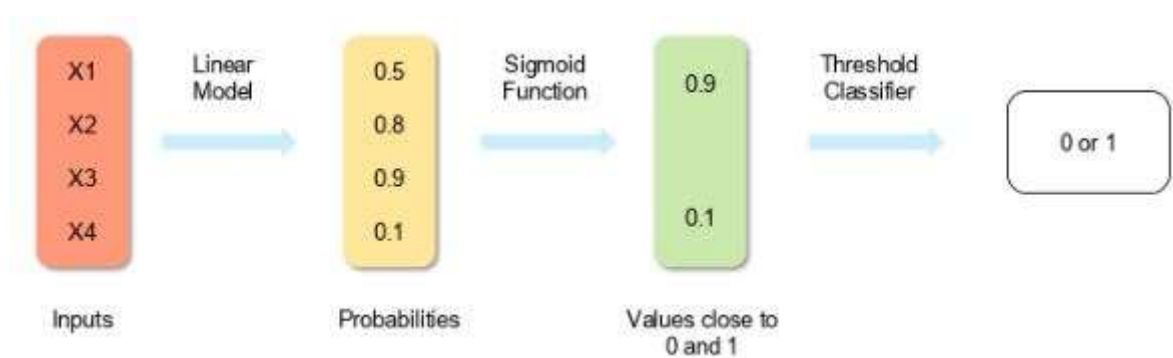 X1
X2
X3
X4
Inputs
Linear
Model
0.5
0.8
0.9
0.1
Probabilities
Sigmoid
Function
0.9
0.1
Values close to
0 and 1
Threshold
Classifier
0 or 1